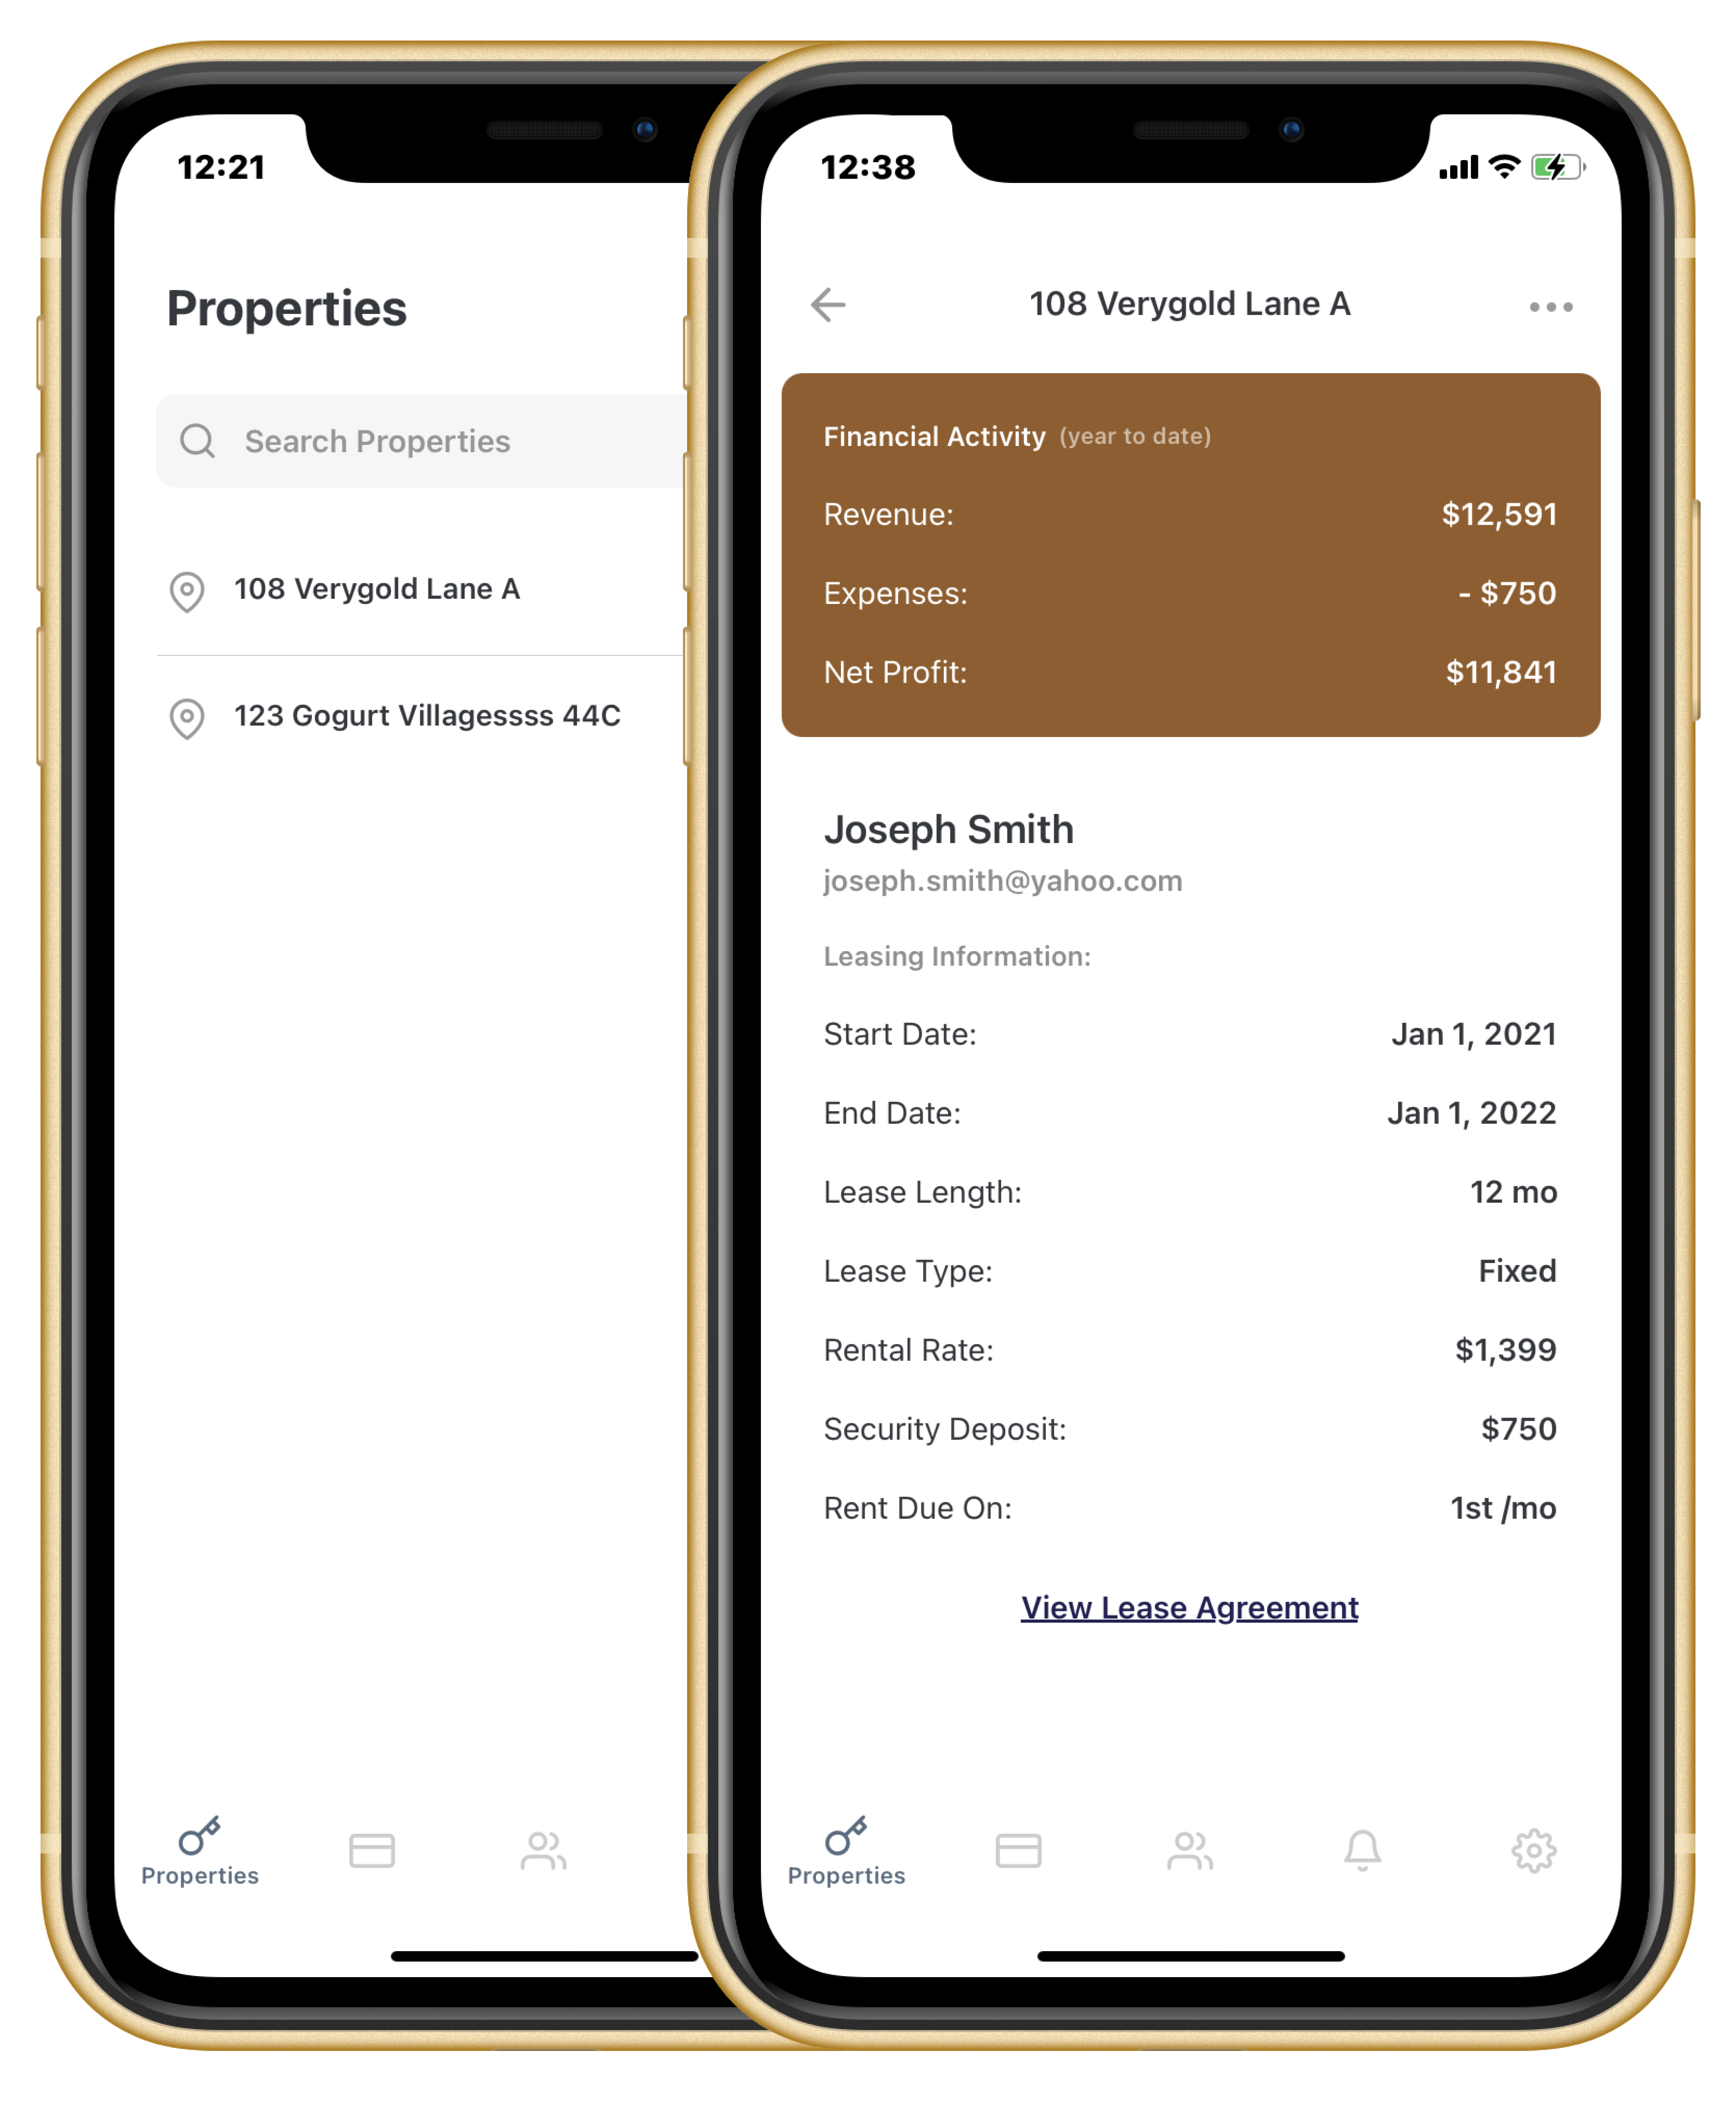 12:21
Properties
Search Properties
108 Verygold Lane A
123 Gogurt Villagessss 44C
Properties
12:38
108 Verygold Lane A
Financial Activity (year to date)
Revenue: $12,591
Expenses: - $750
Net Profit: $11,841
Joseph Smith
joseph.smith@yahoo.com
Leasing Information:
Start Date: Jan 1, 2021
End Date: Jan 1, 2022
Lease Length: 12 mo
Lease Type: Fixed
Rental Rate: $1,399
Security Deposit: $750
Rent Due On: 1st /mo
View Lease Agreement
Properties